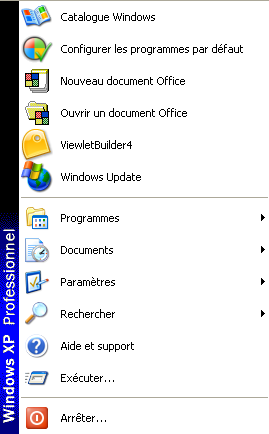 Catalogue Windows
Configurer les programmes par défaut
Nouveau document Office
Ouvrir un document Office
ViewletBuilder4
Windows Update
Programmes
Documents
Paramètres
Rechercher
Aide et support
Exécuter...
Arrêter...
Windows XP Professionnel